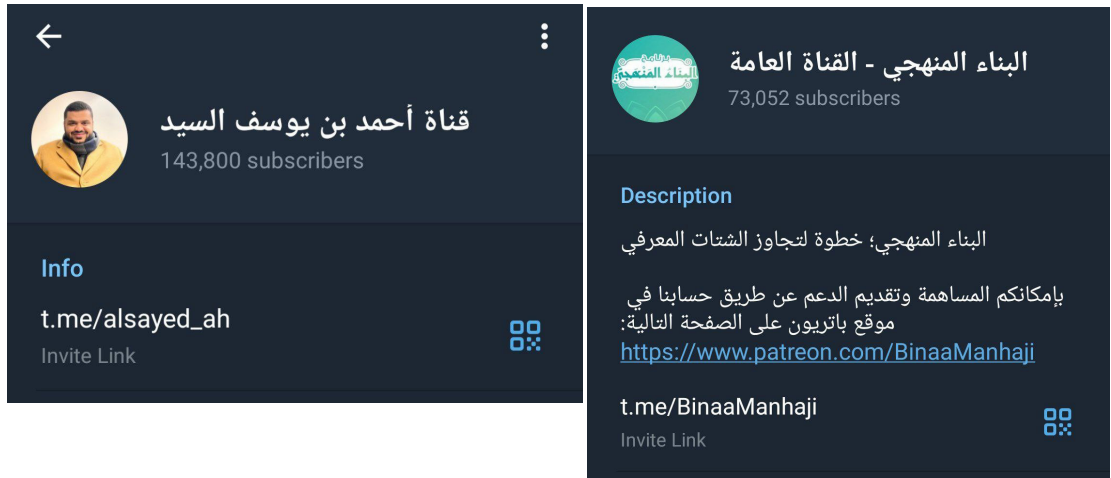 قناة أحمد بن يوسف السيد
143,800 subscribers
Info
t.me/alsayed_ah
Invite Link
البناء المنهجي
البناء المنهجي - القناة العامة
73,052 subscribers
Description
البناء المنهجي؛ خطوة لتجاوز الشتات المعرفي
بإمكانكم المساهمة وتقديم الدعم عن طريق حسابنا في
موقع باتريون على الصفحة التالية:
https://www.patreon.com/BinaaManhaji
t.me/BinaaManhaji
Invite Link